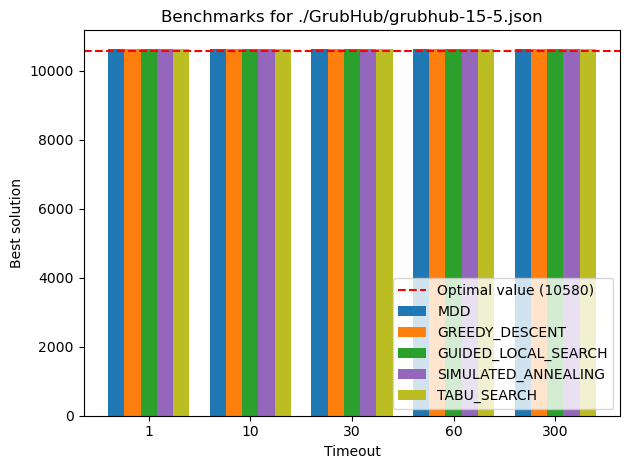 Benchmarks for ./GrubHub/grubhub-15-5.json
Best solution
10000
8000
6000
4000
2000
0
Optimal value (10580)
MDD
GREEDY_DESCENT
GUIDED_LOCAL_SEARCH
SIMULATED_ANNEALING
TABU_SEARCH
1 10 30 60 300
Timeout